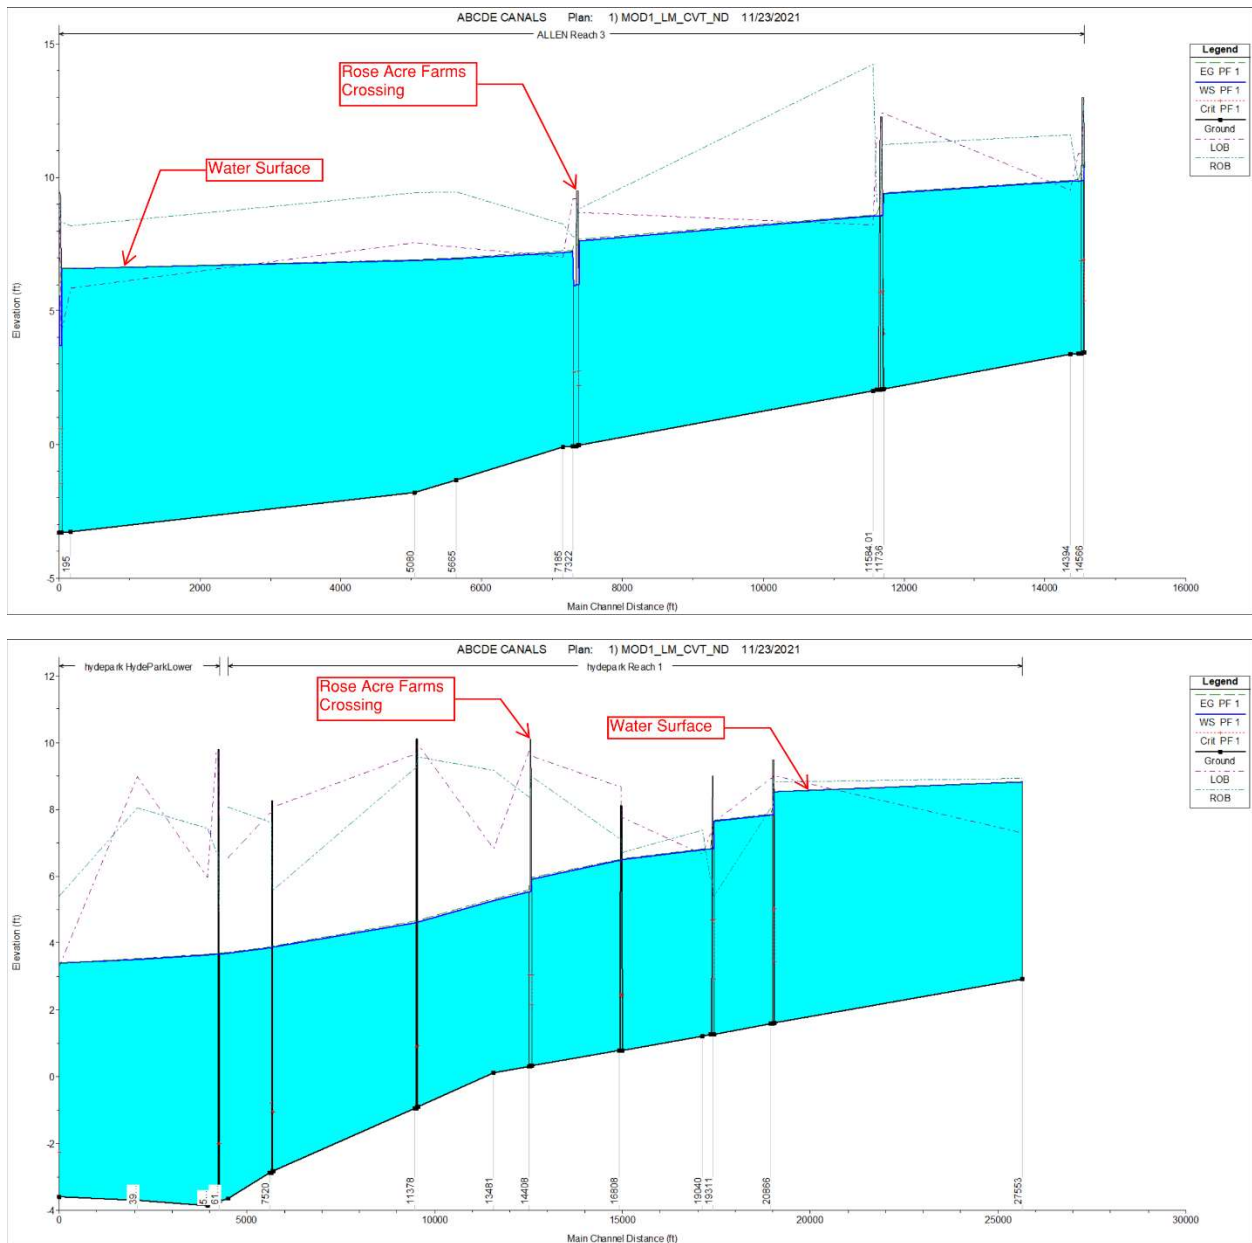 ABCDE CANALS Plan: 1) MOD1_LM_CVT_ND 11/23/2021
ALLEN Reach 3
Legend
EG PF 1
WS PF 1
Crit PF 1
Ground
LOB
ROB
Rose Acre Farms
Crossing
Water Surface
Elevation (ft)
15
10
5
0
-5
195
5080
5665
7185
7322
11584.01
11736
14394
14566
0 2000 4000 6000 8000 10000 12000 14000 16000
Main Channel Distance (ft)
ABCDE CANALS Plan: 1) MOD1_LM_CVT_ND 11/23/2021
hydepark HydeParkLower
hydepark Reach 1
Legend
EG PF 1
WS PF 1
Crit PF 1
Ground
LOB
ROB
Rose Acre Farms
Crossing
Water Surface
Elevation (ft)
12
10
8
6
4
2
0
-2
-4
39...
5...
61...
7520
11378
13481
14408
16808
19040
19311
20866
27553
0 5000 10000 15000 20000 25000 30000
Main Channel Distance (ft)